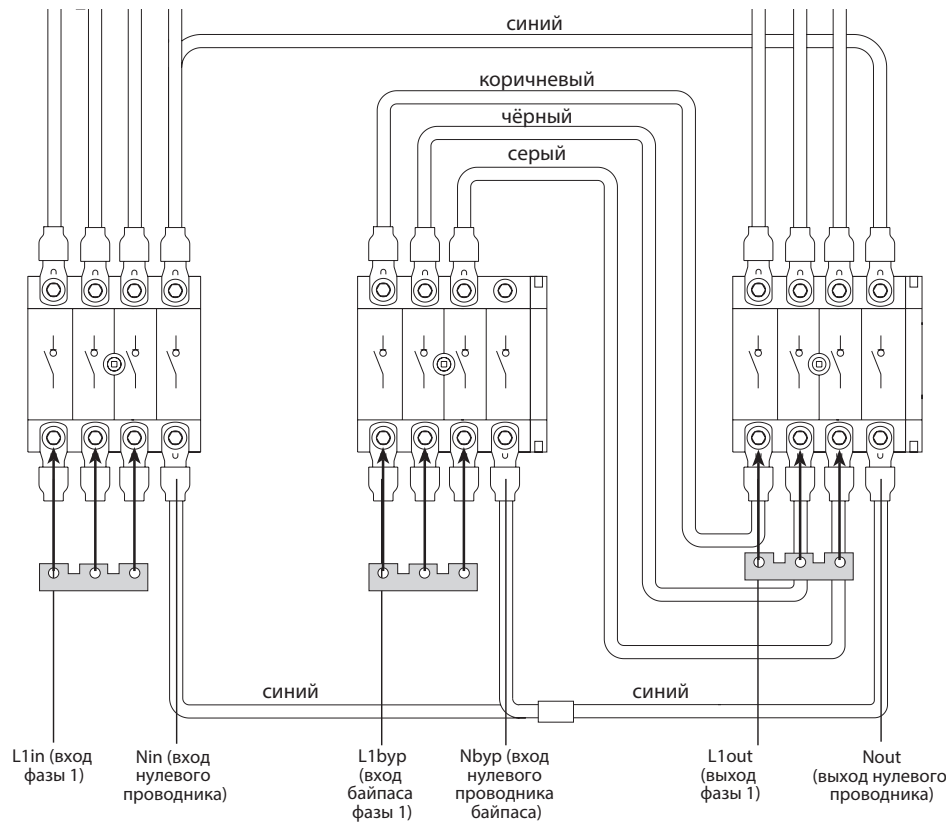 синий
коричневый
чёрный
серый
синий
синий
L1in (вход
фазы 1)
Nin (вход
нулевого
проводника)
L1byp
(вход
байпаса
фазы 1)
Nbyp (вход
нулевого
проводника
байпаса)
L1out
(выход
фазы 1)
Nout
(выход нулевого
проводника)